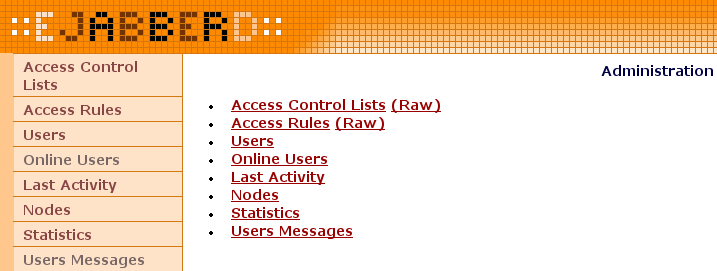 ::EJABBERD::
Access Control
Lists
Access Rules
Users
Online Users
Last Activity
Nodes
Statistics
Users Messages
Administration
• Access Control Lists (Raw)
• Access Rules (Raw)
• Users
• Online Users
• Last Activity
• Nodes
• Statistics
• Users Messages